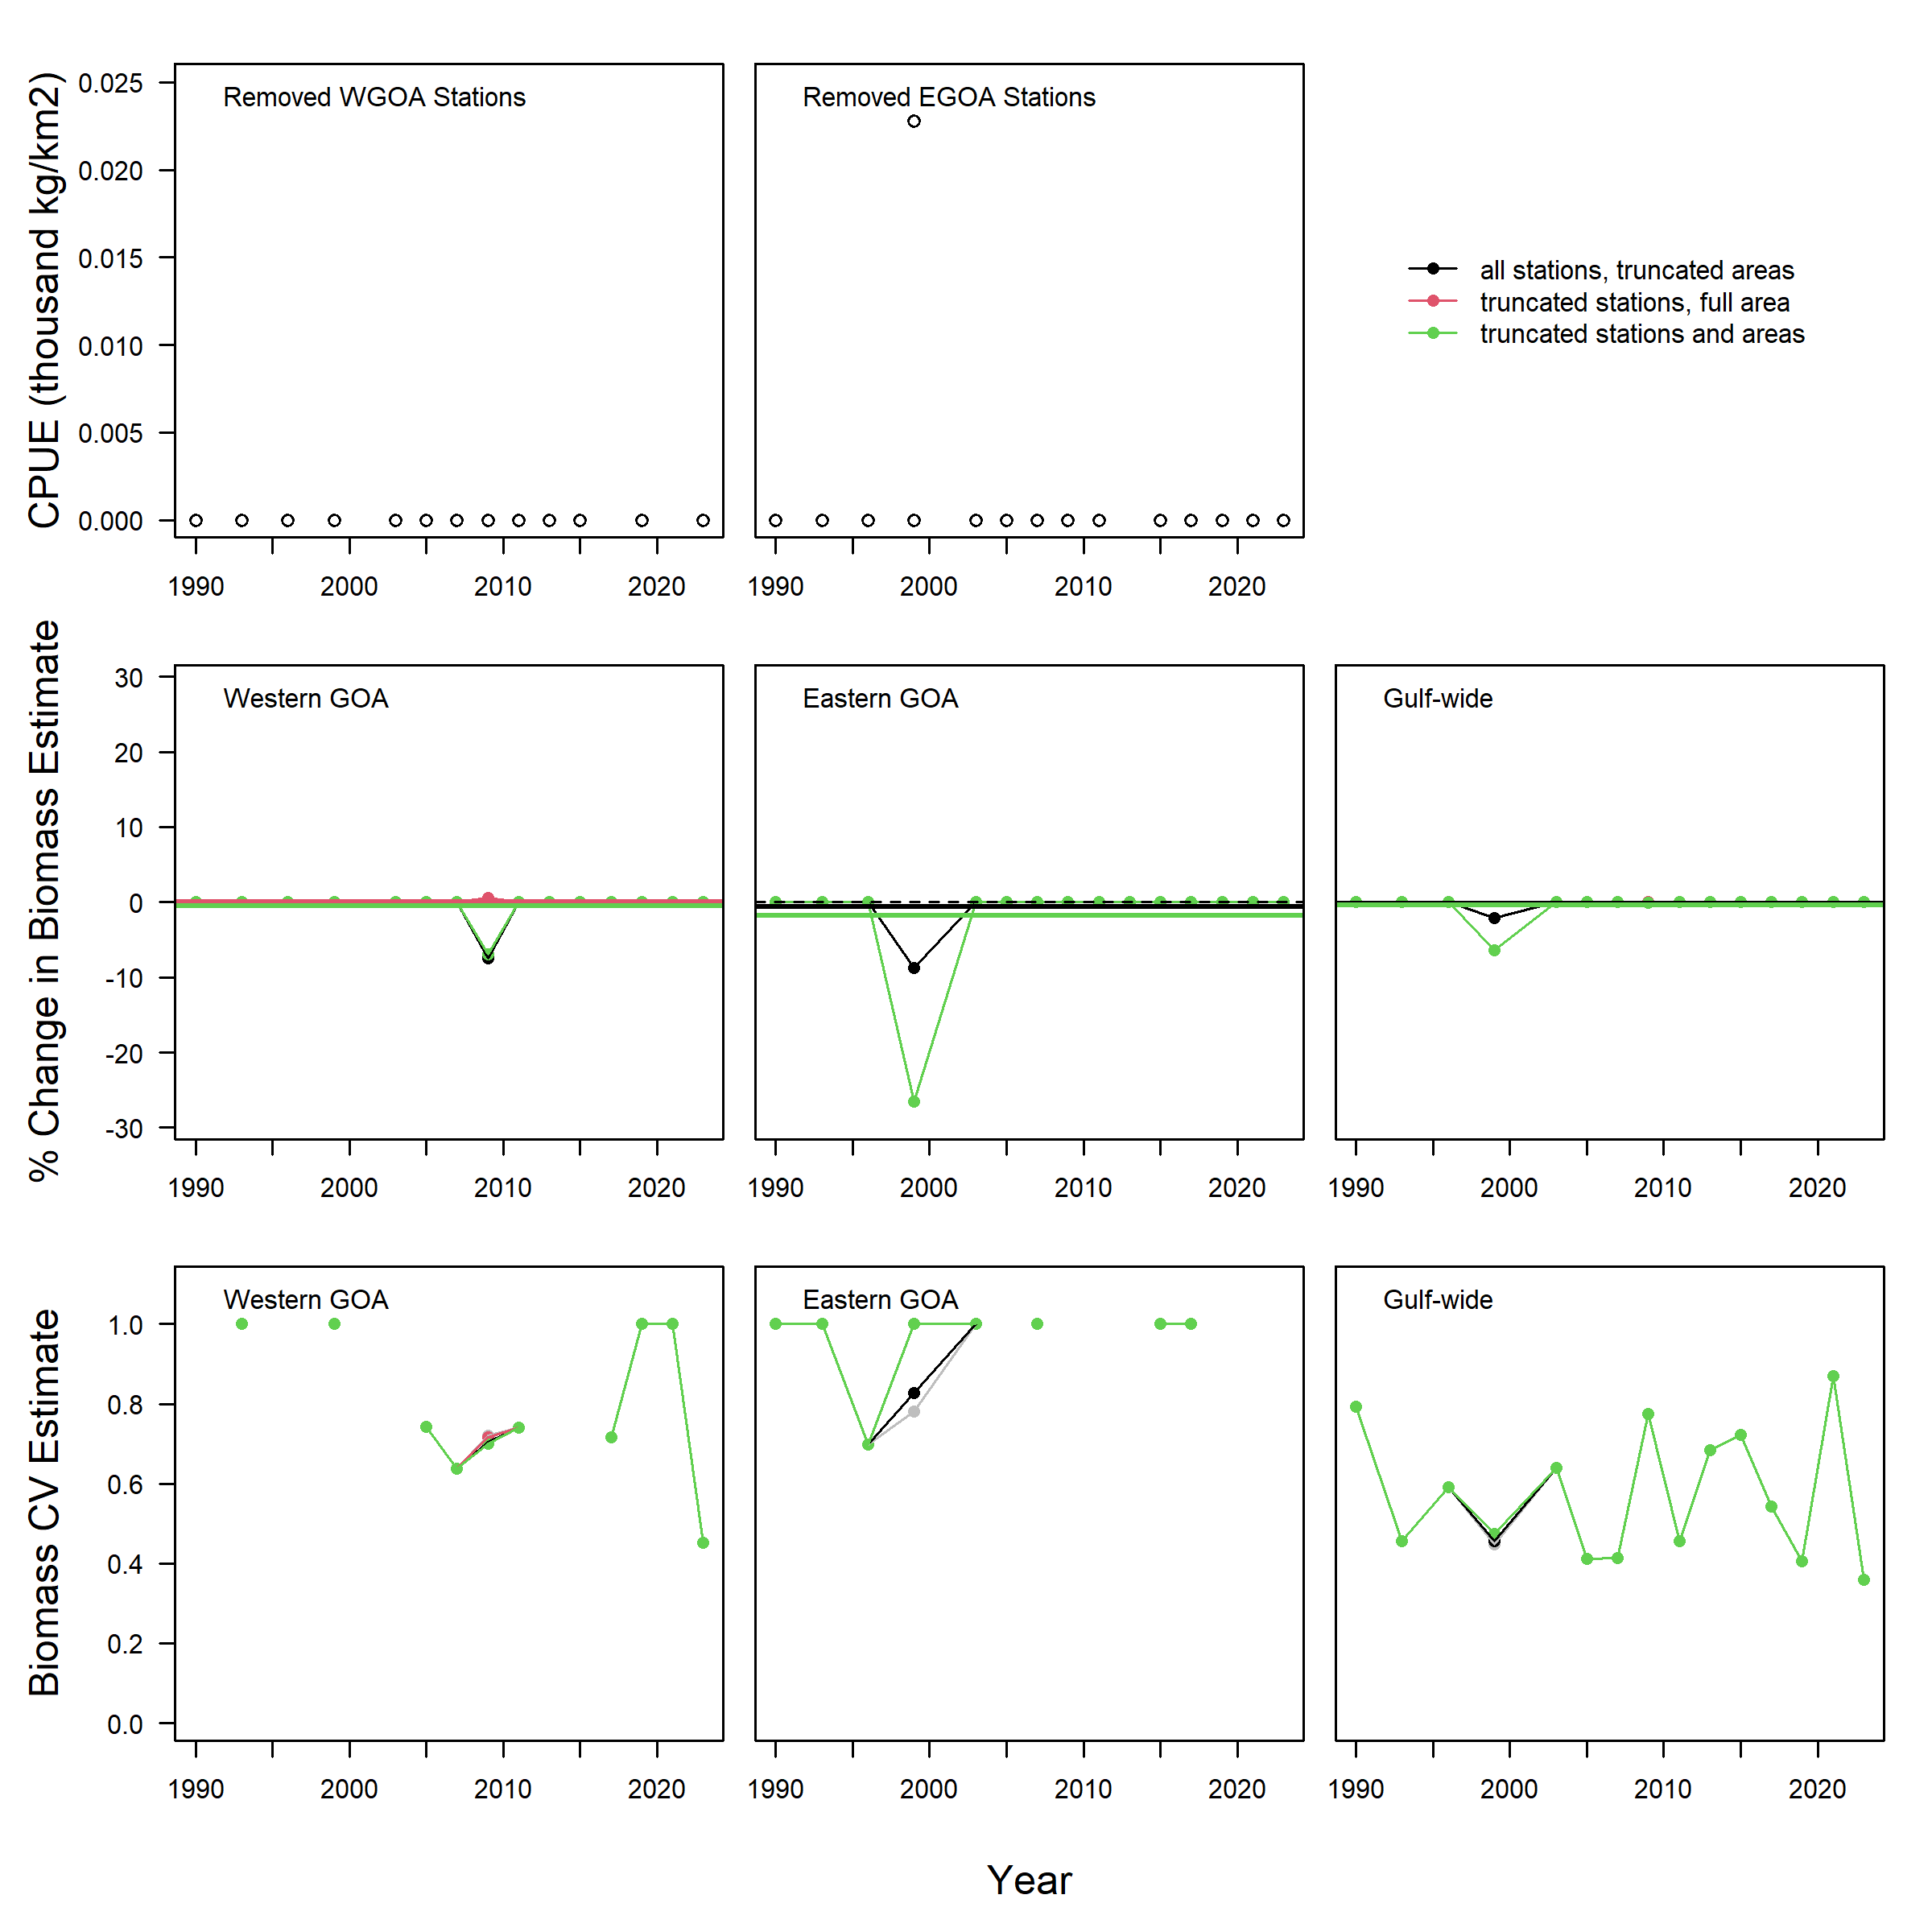 CPUE (thousand kg/km2)
0.025
0.020
0.015
0.010
0.005
0.000
Removed WGOA Stations
1990 2000 2010 2020
Removed EGOA Stations
1990 2000 2010 2020
all stations, truncated areas
truncated stations, full area
truncated stations and areas
% Change in Biomass Estimate
30
20
10
0
-10
-20
-30
Western GOA
1990 2000 2010 2020
Eastern GOA
1990 2000 2010 2020
Gulf-wide
1990 2000 2010 2020
Biomass CV Estimate
1.0
0.8
0.6
0.4
0.2
0.0
Western GOA
1990 2000 2010 2020
Eastern GOA
1990 2000 2010 2020
Gulf-wide
1990 2000 2010 2020
Year